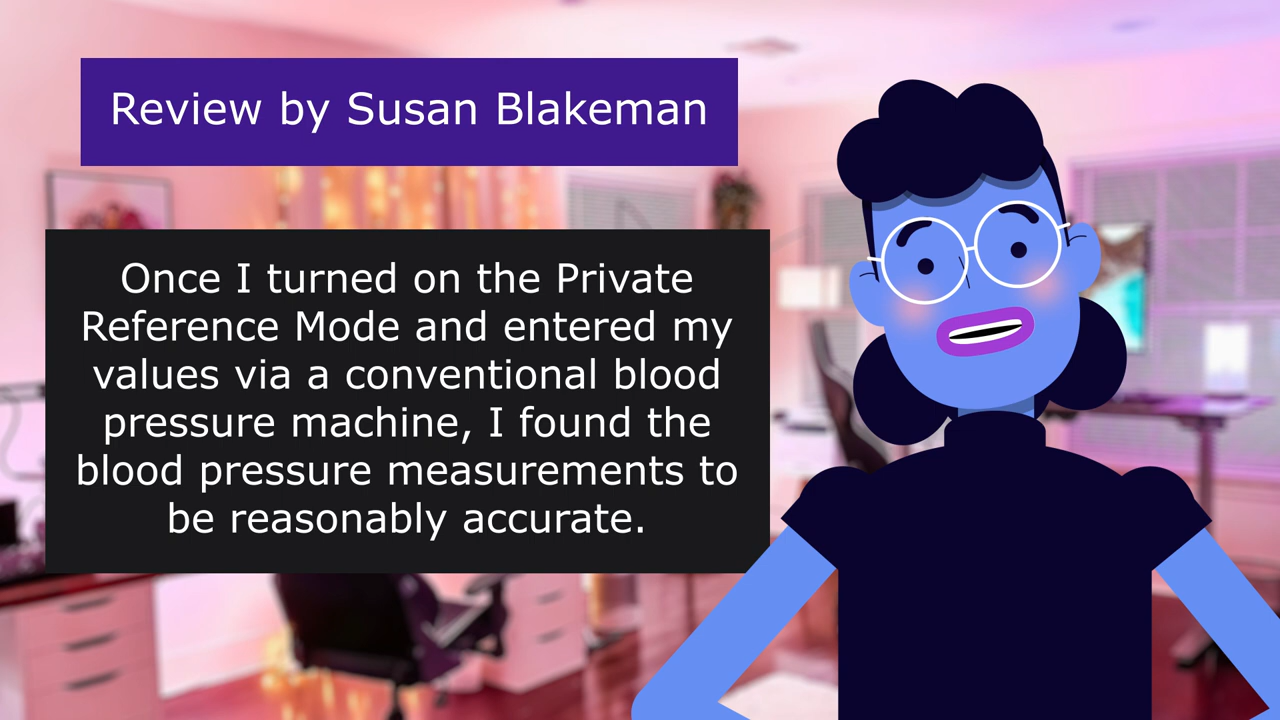 Review by Susan Blakeman
Once I turned on the Private
Reference Mode and entered my
values via a conventional blood
pressure machine, I found the
blood pressure measurements to
be reasonably accurate.